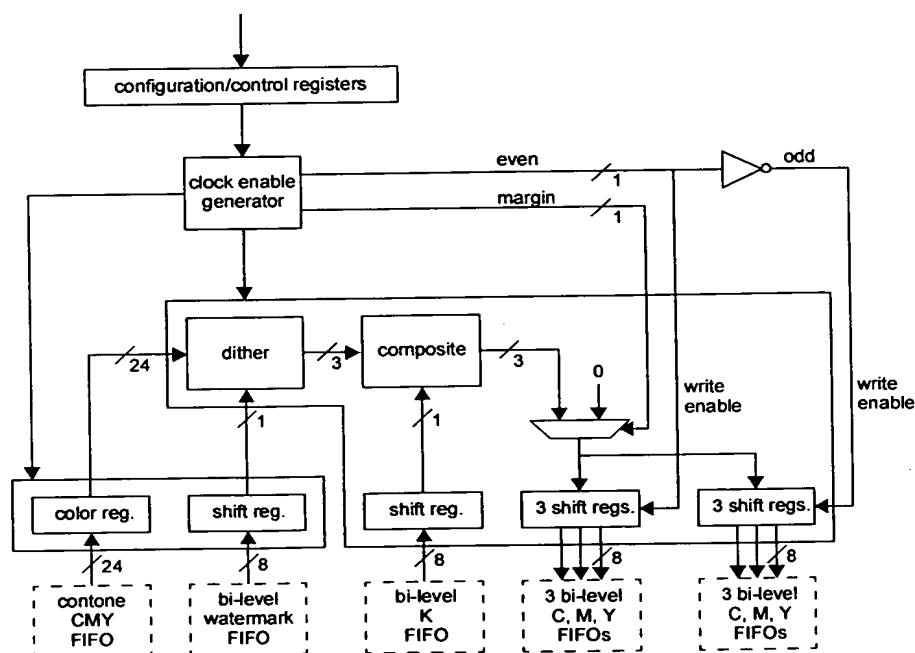 configuration/control registers
clock enable
generator
even
1
odd
margin
1
dither
composite
24
3
3
0
1
1
write
enable
write
enable
color reg.
shift reg.
shift reg.
3 shift regs.
3 shift regs.
24
8
8
8
8
contone
CMY
FIFO
bi-level
watermark
FIFO
bi-level
K
FIFO
3 bi-level
C, M, Y
FIFOs
3 bi-level
C, M, Y
FIFOs